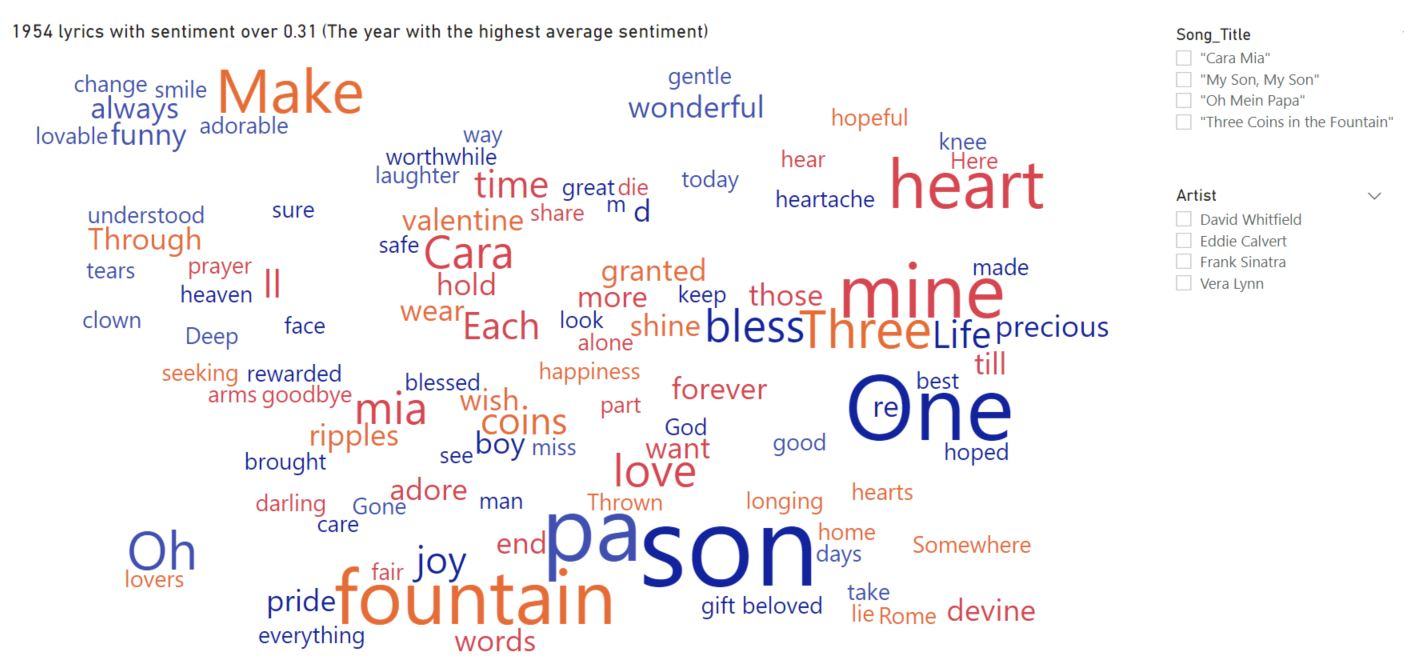 1954 lyrics with sentiment over 0.31 (The year with the highest average sentiment)
change smile Make
always
lovable funny adorable
gentle
wonderful
hopeful
way
worthwhile
laughter time great die today
hear
knee
Here
heart
heartache
m d
understood sure
valentine share
Through
safe Cara
tears prayer ll
heaven
hold
granted
more keep those mine made
clown
Deep face
wear Each look shine bless Three Life precious
alone
till
seeking rewarded
blessed
happiness
forever
best
arms goodbye mia
wish
coins
part
re One
ripples
God
boy miss
see
want
good
hoped
brought
love
darling Gone adore man
Thrown longing hearts
care
Oh
lovers
joy
end pa son home
days
Somewhere
fair
pride fountain
gift beloved
take
lie Rome devine
everything
words
Song_Title
"Cara Mia"
"My Son, My Son"
"Oh Mein Papa"
"Three Coins in the Fountain"
Artist
David Whitfield
Eddie Calvert
Frank Sinatra
Vera Lynn